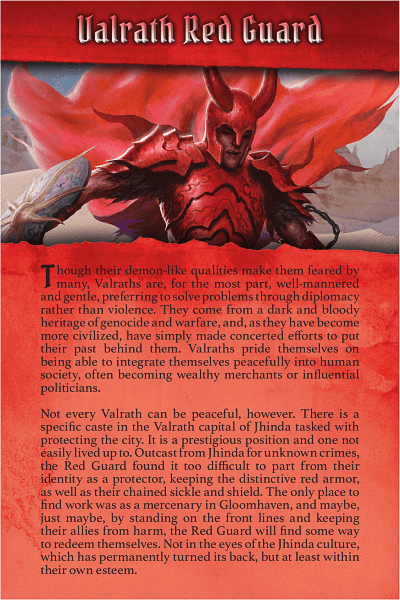 Valrath Red Guard
Though their demon-like qualities make them feared by
many, Valraths are, for the most part, well-mannered
and gentle, preferring to solve problems through diplomacy
rather than violence. They come from a dark and bloody
heritage of genocide and warfare, and, as they have become
more civilized, have simply made concerted efforts to put
their past behind them. Valraths pride themselves on
being able to integrate themselves peacefully into human
society, often becoming wealthy merchants or influential
politicians.
Not every Valrath can be peaceful, however. There is a
specific caste in the Valrath capital of Jhinda tasked with
protecting the city. It is a prestigious position and one not
easily lived up to. Outcast from Jhinda for unknown crimes,
the Red Guard found it too difficult to part from their
identity as a protector, keeping the distinctive red armor,
as well as their chained sickle and shield. The only place to
find work was as a mercenary in Gloomhaven, and maybe,
just maybe, by standing on the front lines and keeping
their allies from harm, the Red Guard will find some way
to redeem themselves. Not in the eyes of the Jhinda culture,
which has permanently turned its back, but at least within
their own esteem.